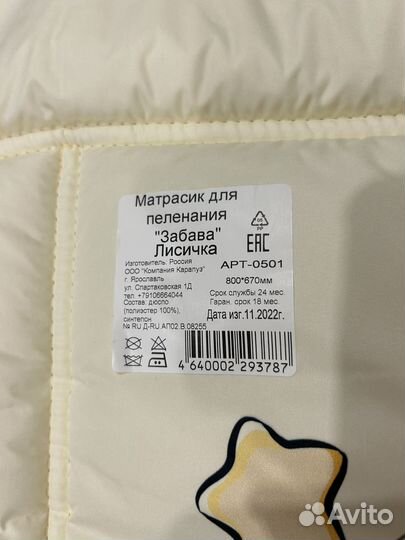 Матрасик для
пеленания
"Забава"
Лисичка
05
PP
EAC
Изготовитель: Россия
ООО "Компания Карапуз"
г. Ярославль
ул. Спартаковская 1Д
тел. +79106664044
Состав: дюспо
(полиэстер 100%),
синтепон
№ RU Д-RU.АП02.В.08255
АРТ-0501
800*670мм
Срок службы 24 мес.
Гаран. срок 18 мес.
Дата изг.11.2022г.
4 640002 293787
Avito